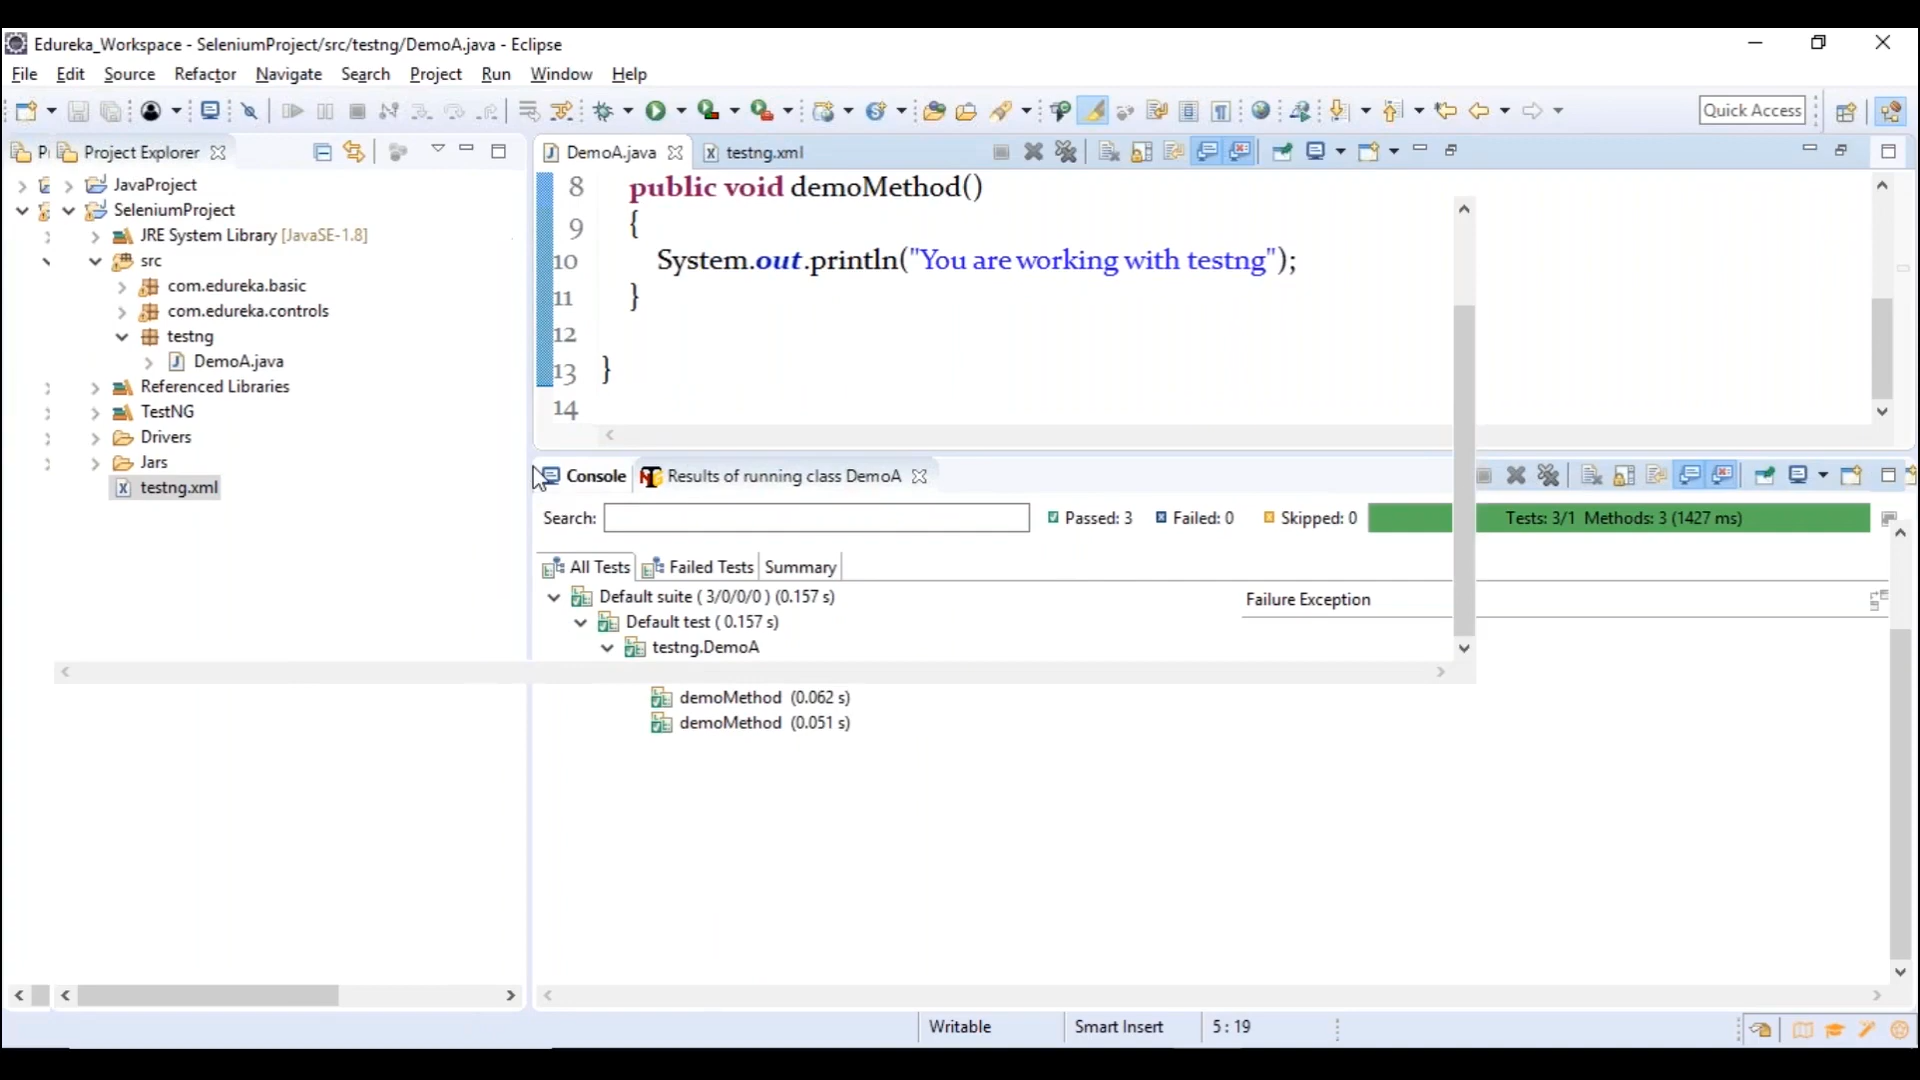 Edureka_Workspace - SeleniumProject/src/testng/DemoA.java - Eclipse
File Edit Source Refactor Navigate Search Project Run Window Help
Quick Access
Project Explorer
DemoA.java
testng.xml
JavaProject
SeleniumProject
JRE System Library [JavaSE-1.8]
src
com.edureka.basic
com.edureka.controls
testng
DemoA.java
Referenced Libraries
TestNG
Drivers
Jars
testng.xml
8 public void demoMethod()
9 {
10 System.out.println("You are working with testng");
11 }
12
13 }
14
Console
Results of running class DemoA
Search:
Passed: 3
Failed: 0
Skipped: 0
Tests: 3/1 Methods: 3 (1427 ms)
All Tests
Failed Tests
Summary
Default suite ( 3/0/0/0 ) (0.157 s)
Default test ( 0.157 s)
testng.DemoA
demoMethod (0.062 s)
demoMethod (0.051 s)
Failure Exception
Writable
Smart Insert
5 : 19